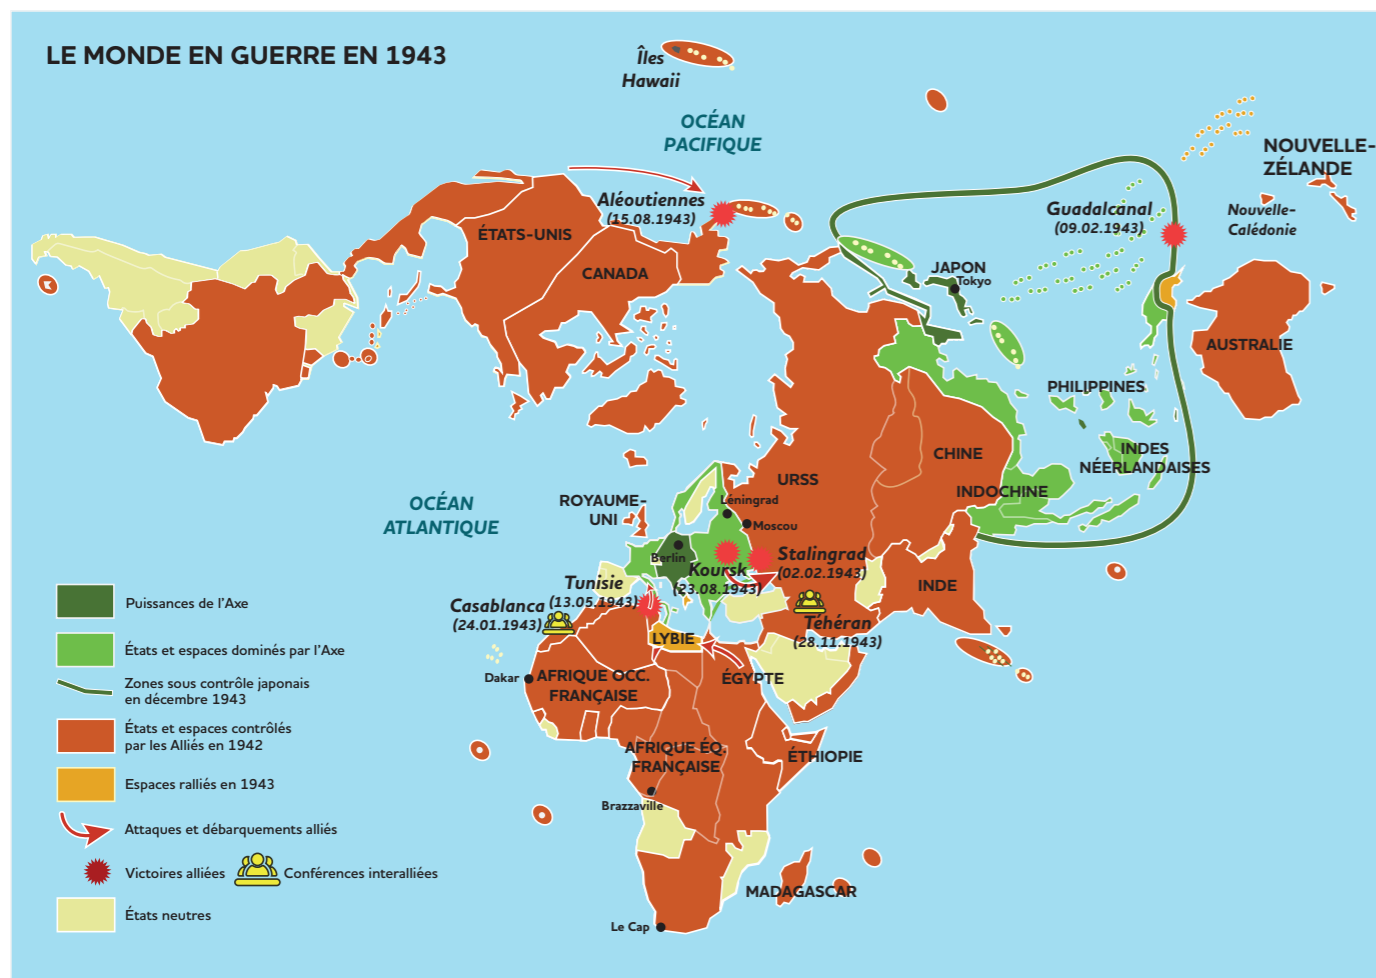 LE MONDE EN GUERRE EN 1943
Îles
Hawaii
OCÉAN
PACIFIQUE
NOUVELLE-
ZÉLANDE
Aléoutiennes
(15.08.1943)
Guadalcanal
(09.02.1943)
Nouvelle-
Calédonie
ÉTATS-UNIS
CANADA
JAPON
Tokyo
AUSTRALIE
PHILIPPINES
CHINE
INDES
NÉERLANDAISES
URSS
INDOCHINE
OCÉAN
ATLANTIQUE
ROYAUME-
UNI
Léningrad
Moscou
Berlin
Koursk
(23.08.1943)
Stalingrad
(02.02.1943)
INDE
Tunisie
(13.05.1943)
Casablanca
(24.01.1943)
Téhéran
(28.11.1943)
LYBIE
ÉGYPTE
Dakar
AFRIQUE OCC.
FRANÇAISE
AFRIQUE ÉQ.
FRANÇAISE
ÉTHIOPIE
Brazzaville
MADAGASCAR
Le Cap
Puissances de l'Axe
États et espaces dominés par l'Axe
Zones sous contrôle japonais
en décembre 1943
États et espaces contrôlés
par les Alliés en 1942
Espaces ralliés en 1943
Attaques et débarquements alliés
Victoires alliées
Conférences interalliées
États neutres